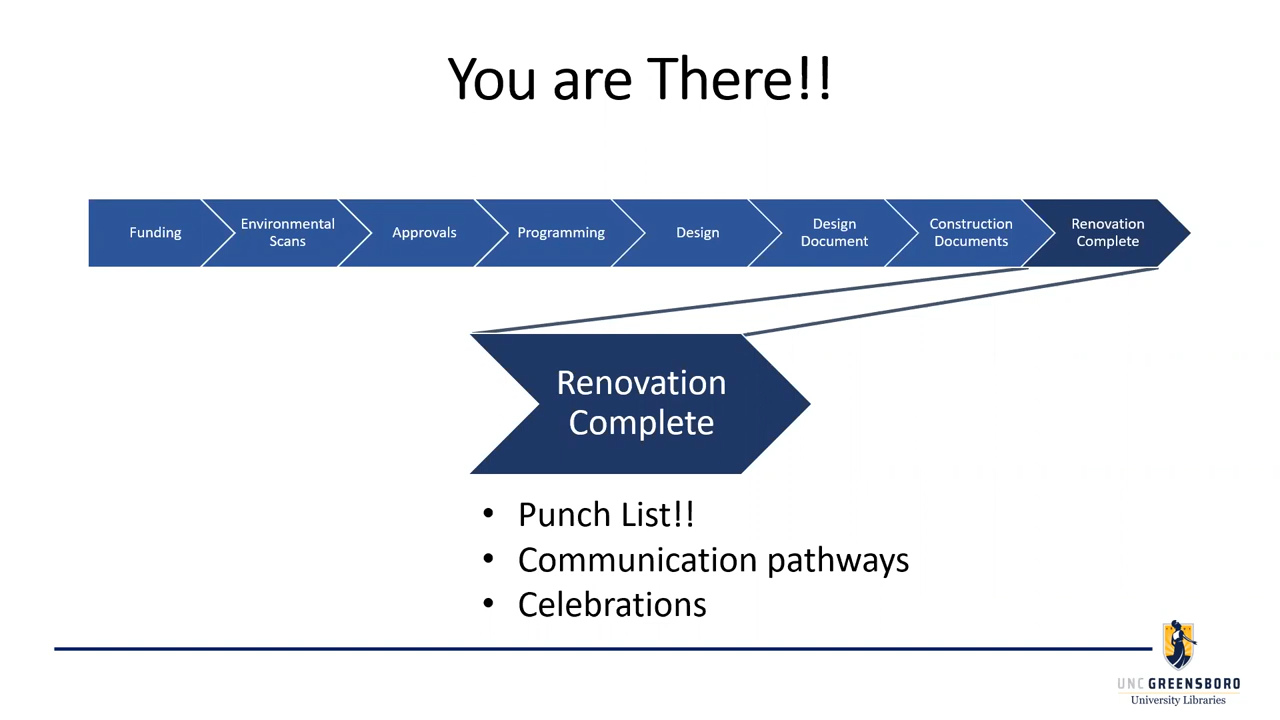 You are There!!
Funding
Environmental
Scans
Approvals
Programming
Design
Design
Document
Construction
Documents
Renovation
Complete
Renovation
Complete
• Punch List!!
• Communication pathways
• Celebrations
UNC GREENSBORO
University Libraries